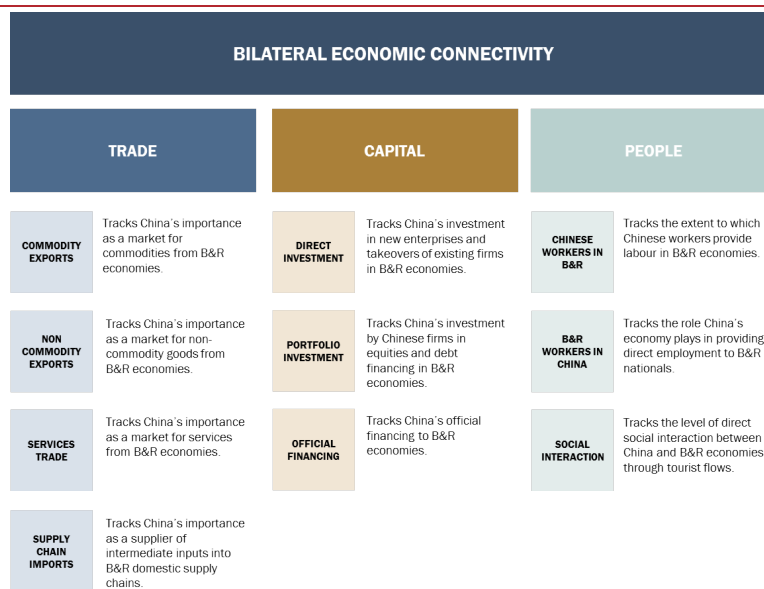 BILATERAL ECONOMIC CONNECTIVITY
TRADE
COMMODITY
EXPORTS
Tracks China's importance
as a market for
commodities from B&R
economies.
NON
COMMODITY
EXPORTS
Tracks China's importance
as a market for non-
commodity goods from
B&R economies.
SERVICES
TRADE
Tracks China's importance
as a market for services
from B&R economies.
SUPPLY
CHAIN
IMPORTS
Tracks China's importance
as a supplier of
intermediate inputs into
B&R domestic supply
chains.
CAPITAL
DIRECT
INVESTMENT
Tracks China's investment
in new enterprises and
takeovers of existing firms
in B&R economies.
PORTFOLIO
INVESTMENT
Tracks China's investment
by Chinese firms in
equities and debt
financing in B&R
economies.
OFFICIAL
FINANCING
Tracks China's official
financing to B&R
economies.
PEOPLE
CHINESE
WORKERS IN
B&R
Tracks the extent to which
Chinese workers provide
labour in B&R economies.
B&R
WORKERS IN
CHINA
Tracks the role China's
economy plays in providing
direct employment to B&R
nationals.
SOCIAL
INTERACTION
Tracks the level of direct
social interaction between
China and B&R economies
through tourist flows.